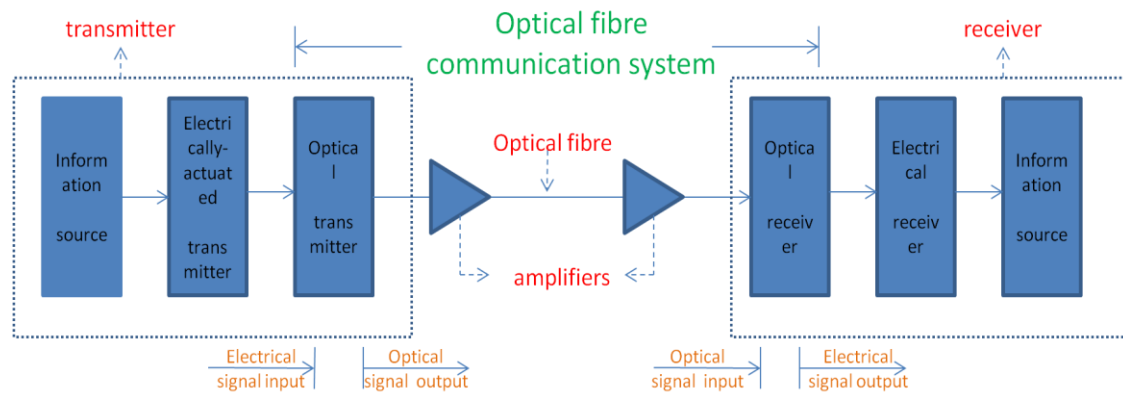 transmitter
Optical fibre
communication system
receiver
Inform
ation
source
Electri
cally-
actuat
ed
trans
mitter
Optica
l
trans
mitter
Optical fibre
amplifiers
Optica
l
receiv
er
Electri
cal
receiv
er
Inform
ation
source
Electrical
signal input
Optical
signal output
Optical
signal input
Electrical
signal output